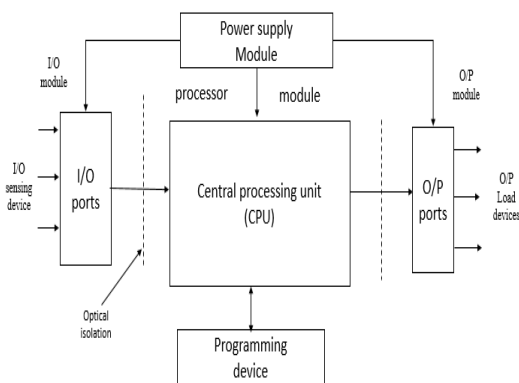 Power supply
Module
I/O
module
O/P
module
processor module
I/O
sensing
device
I/O
ports
Central processing unit
(CPU)
O/P
ports
O/P
Load
devices
Optical
isolation
Programming
device